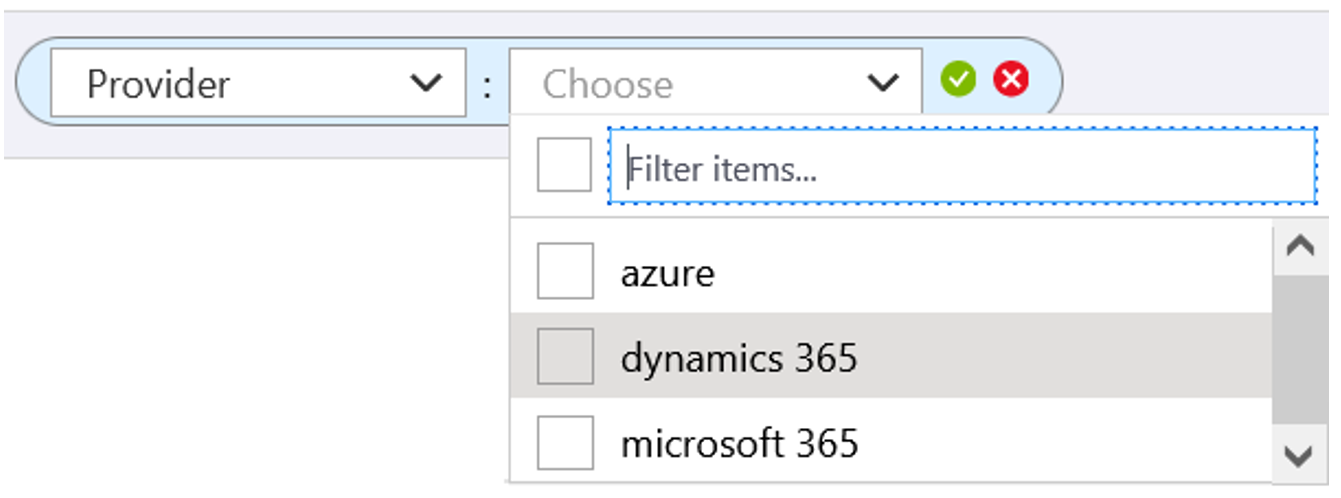 Provider : Choose
Filter items...
azure
dynamics 365
microsoft 365